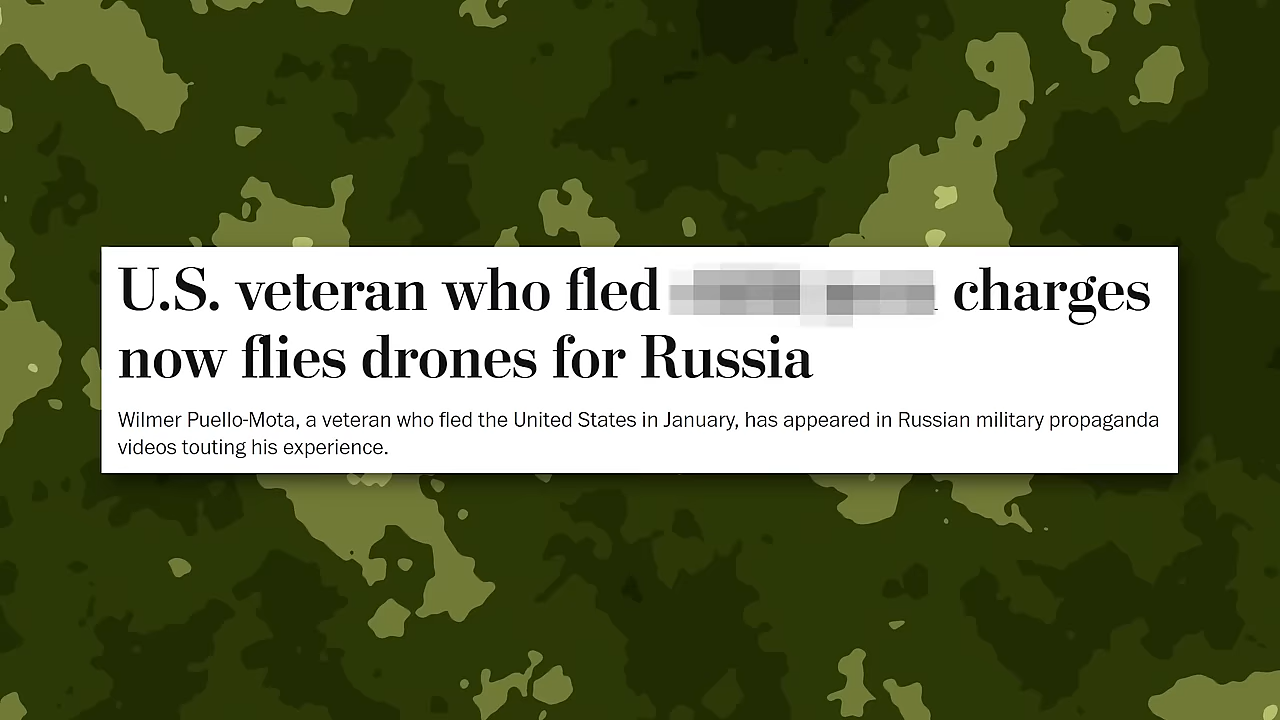 U.S. veteran who fled charges
now flies drones for Russia
Wilmer Puello-Mota, a veteran who fled the United States in January, has appeared in Russian military propaganda
videos touting his experience.